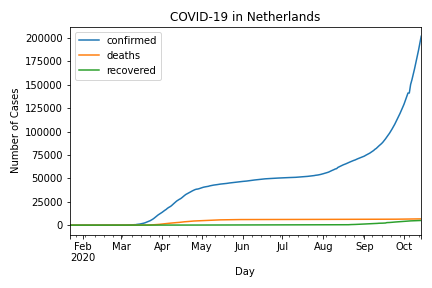 COVID-19 in Netherlands
confirmed
deaths
recovered
Number of Cases
200000
175000
150000
125000
100000
75000
50000
25000
0
Feb Mar Apr May Jun Jul Aug Sep Oct
2020
Day